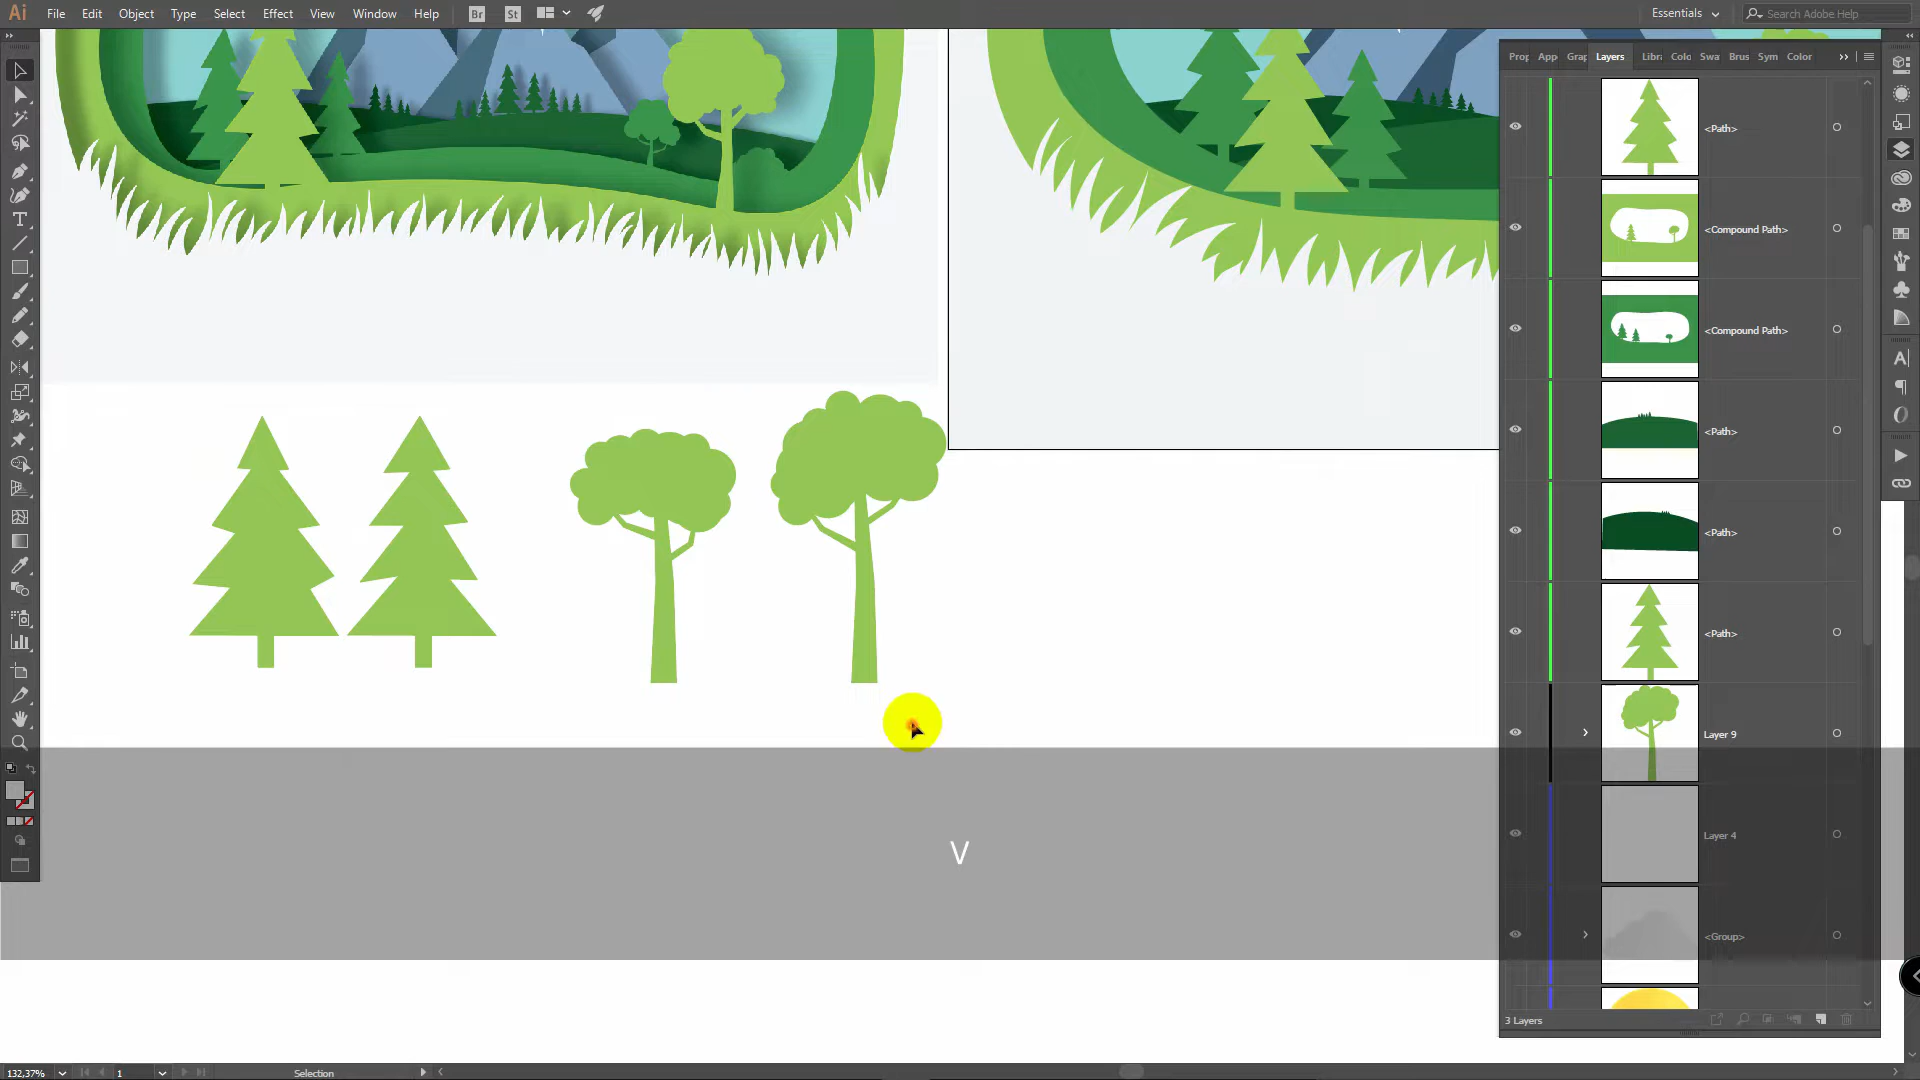 Ai File Edit Object Type Select Effect View Window Help Br St Essentials Search Adobe Help
Prop App Grap Layers Libra Colo Swa Brus Sym Color
<Path>
<Compound Path>
<Compound Path>
<Path>
<Path>
<Path>
Layer 9
Layer 4
<Group>
V
3 Layers
132,37% 1 Selection